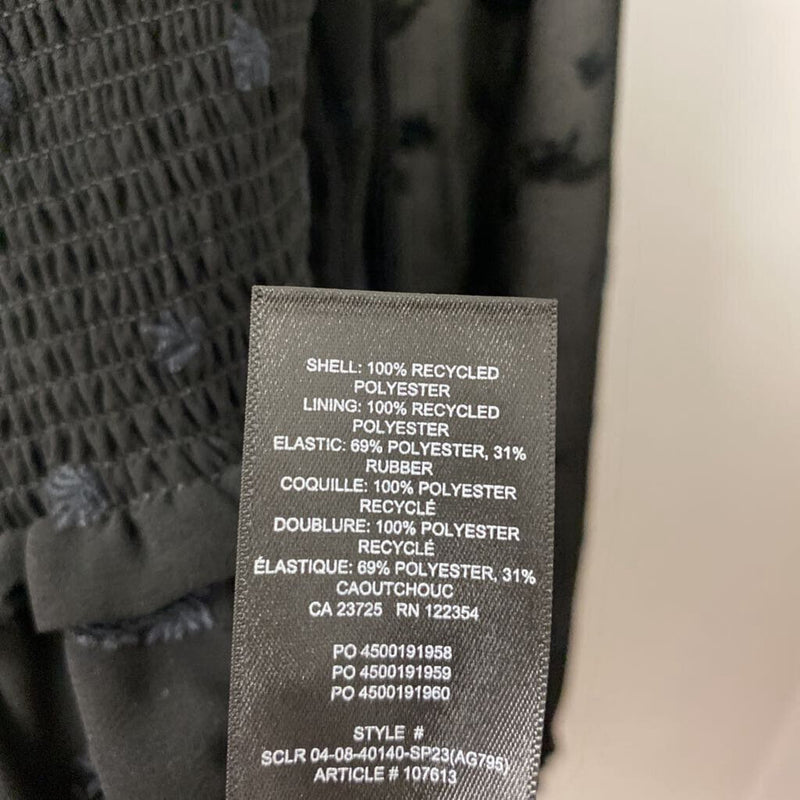 SHELL: 100% RECYCLED
POLYESTER
LINING: 100% RECYCLED
POLYESTER
ELASTIC: 69% POLYESTER, 31%
RUBBER
COQUILLE: 100% POLYESTER
RECYCLÉ
DOUBLURE: 100% POLYESTER
RECYCLÉ
ÉLASTIQUE: 69% POLYESTER, 31%
CAOUTCHOUC
CA 23725 RN 122354
PO 4500191958
PO 4500191959
PO 4500191960
STYLE #
SCLR 04-08-40140-SP23(AG795)
ARTICLE # 107613